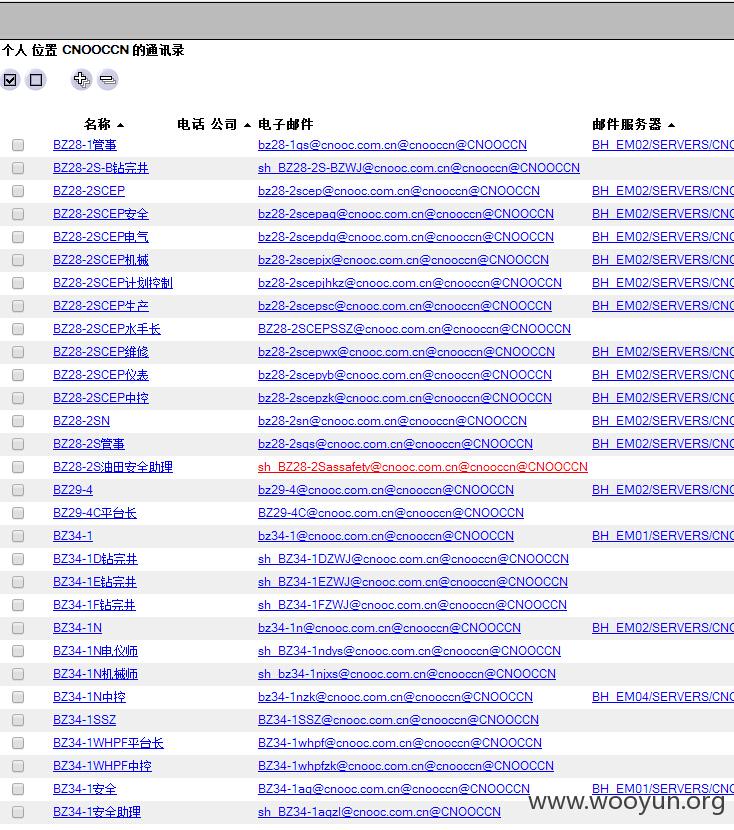 个人 位置 CNOOCCN 的通讯录
名称 电话 公司 电子邮件 邮件服务器
BZ28-1管事 bz28-1gs@cnooc.com.cn@cnooccn@CNOOCCN BH_EM02/SERVERS/CNO
BZ28-2S-B钻完井 sh_BZ28-2S-BZWJ@cnooc.com.cn@cnooccn@CNOOCCN
BZ28-2SCEP bz28-2scep@cnooc.com.cn@cnooccn@CNOOCCN BH_EM02/SERVERS/CNO
BZ28-2SCEP安全 bz28-2scepaq@cnooc.com.cn@cnooccn@CNOOCCN BH_EM02/SERVERS/CNO
BZ28-2SCEP电气 bz28-2scepdq@cnooc.com.cn@cnooccn@CNOOCCN BH_EM02/SERVERS/CNO
BZ28-2SCEP机械 bz28-2scepjx@cnooc.com.cn@cnooccn@CNOOCCN BH_EM02/SERVERS/CNO
BZ28-2SCEP计划控制 bz28-2scepjhkz@cnooc.com.cn@cnooccn@CNOOCCN BH_EM02/SERVERS/CNO
BZ28-2SCEP生产 bz28-2scepsc@cnooc.com.cn@cnooccn@CNOOCCN BH_EM02/SERVERS/CNO
BZ28-2SCEP水手长 BZ28-2SCEPSSZ@cnooc.com.cn@cnooccn@CNOOCCN
BZ28-2SCEP维修 bz28-2scepwx@cnooc.com.cn@cnooccn@CNOOCCN BH_EM02/SERVERS/CNO
BZ28-2SCEP仪表 bz28-2scepyb@cnooc.com.cn@cnooccn@CNOOCCN BH_EM02/SERVERS/CNO
BZ28-2SCEP中控 bz28-2scepzk@cnooc.com.cn@cnooccn@CNOOCCN BH_EM02/SERVERS/CNO
BZ28-2SN bz28-2sn@cnooc.com.cn@cnooccn@CNOOCCN BH_EM02/SERVERS/CNO
BZ28-2S管事 bz28-2sgs@cnooc.com.cn@cnooccn@CNOOCCN BH_EM02/SERVERS/CNO
BZ28-2S油田安全助理 sh_BZ28-2Sassafety@cnooc.com.cn@cnooccn@CNOOCCN
BZ29-4 bz29-4@cnooc.com.cn@cnooccn@CNOOCCN BH_EM02/SERVERS/CNO
BZ29-4C平台长 BZ29-4C@cnooc.com.cn@cnooccn@CNOOCCN
BZ34-1 bz34-1@cnooc.com.cn@cnooccn@CNOOCCN BH_EM01/SERVERS/CNO
BZ34-1D钻完井 sh_BZ34-1DZWJ@cnooc.com.cn@cnooccn@CNOOCCN
BZ34-1E钻完井 sh_BZ34-1EZWJ@cnooc.com.cn@cnooccn@CNOOCCN
BZ34-1F钻完井 sh_BZ34-1FZWJ@cnooc.com.cn@cnooccn@CNOOCCN
BZ34-1N bz34-1n@cnooc.com.cn@cnooccn@CNOOCCN BH_EM02/SERVERS/CNO
BZ34-1N电仪师 sh_BZ34-1ndys@cnooc.com.cn@cnooccn@CNOOCCN
BZ34-1N机械师 sh_bz34-1njxs@cnooc.com.cn@cnooccn@CNOOCCN
BZ34-1N中控 bz34-1nzk@cnooc.com.cn@cnooccn@CNOOCCN BH_EM04/SERVERS/CNO
BZ34-1SSZ BZ34-1SSZ@cnooc.com.cn@cnooccn@CNOOCCN
BZ34-1WHPF平台长 BZ34-1whpf@cnooc.com.cn@cnooccn@CNOOCCN
BZ34-1WHPF中控 BZ34-1whpfzk@cnooc.com.cn@cnooccn@CNOOCCN
BZ34-1安全 BZ34-1aq@cnooc.com.cn@cnooccn@CNOOCCN BH_EM01/SERVERS/CNO
BZ34-1安全助理 sh_BZ34-1aqzl@cnooc.com.cn@cnooccn@CNOOCCN
www.wooyun.org